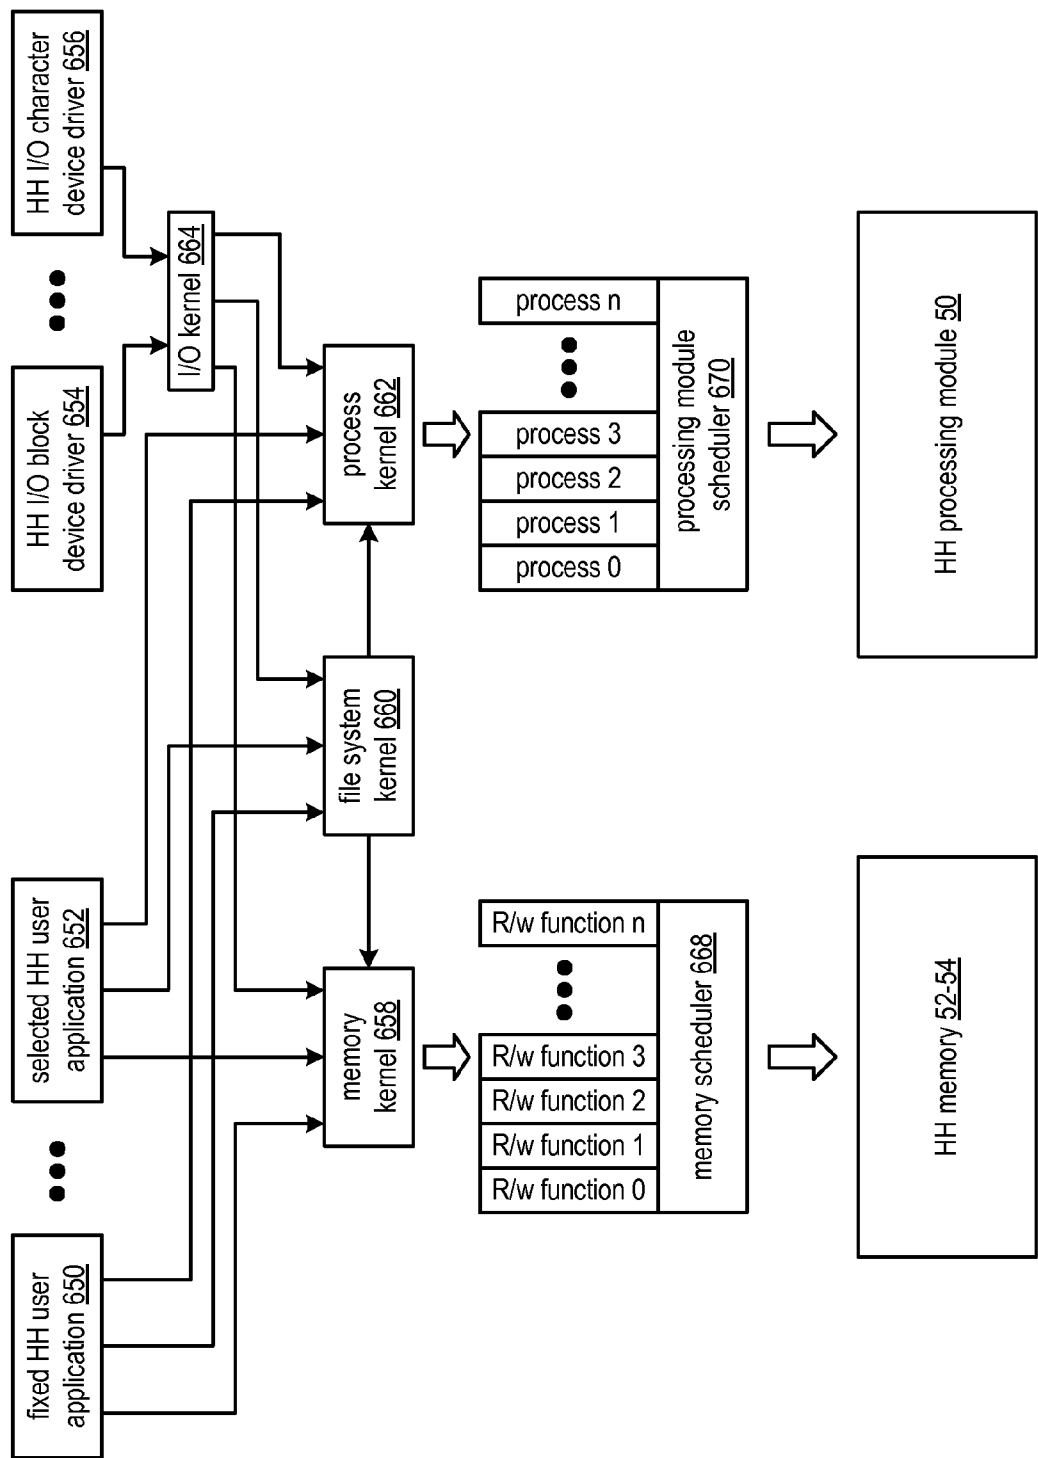 fixed HH user
application 650
selected HH user
application 652
HH I/O block
device driver 654
HH I/O character
device driver 656
I/O kernel 664
memory
kernel 658
file system
kernel 660
process
kernel 662
R/w function 0
R/w function 1
R/w function 2
R/w function 3
R/w function n
memory scheduler 668
process 0
process 1
process 2
process 3
process n
processing module
scheduler 670
HH memory 52-54
HH processing module 50